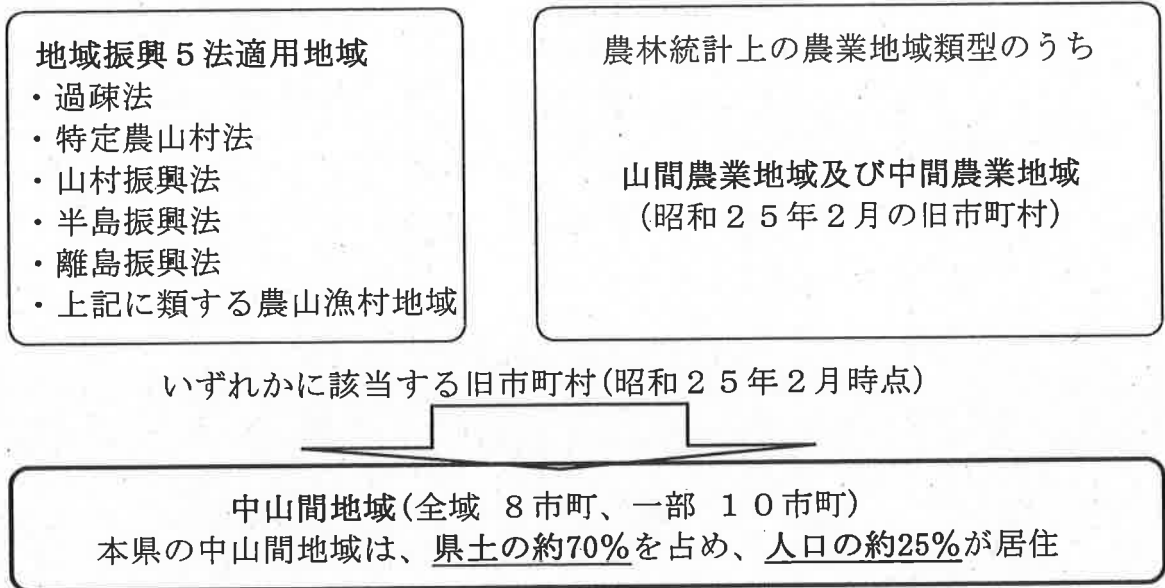 地域振興５法適用地域
・過疎法
・特定農山村法
・山村振興法
・半島振興法
・離島振興法
・上記に類する農山漁村地域
農林統計上の農業地域類型のうち
山間農業地域及び中間農業地域
(昭和２５年２月の旧市町村)
いずれかに該当する旧市町村(昭和２５年２月時点)
中山間地域(全域 ８市町、一部 １０市町)
本県の中山間地域は、県土の約70%を占め、人口の約25%が居住